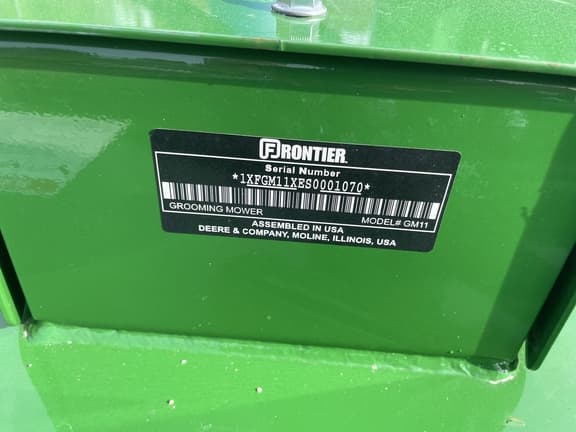 FRONTIER
Serial Number
*1XFGM11XES0001070*
GROOMING MOWER MODEL# GM11
ASSEMBLED IN USA
DEERE & COMPANY, MOLINE, ILLINOIS, USA